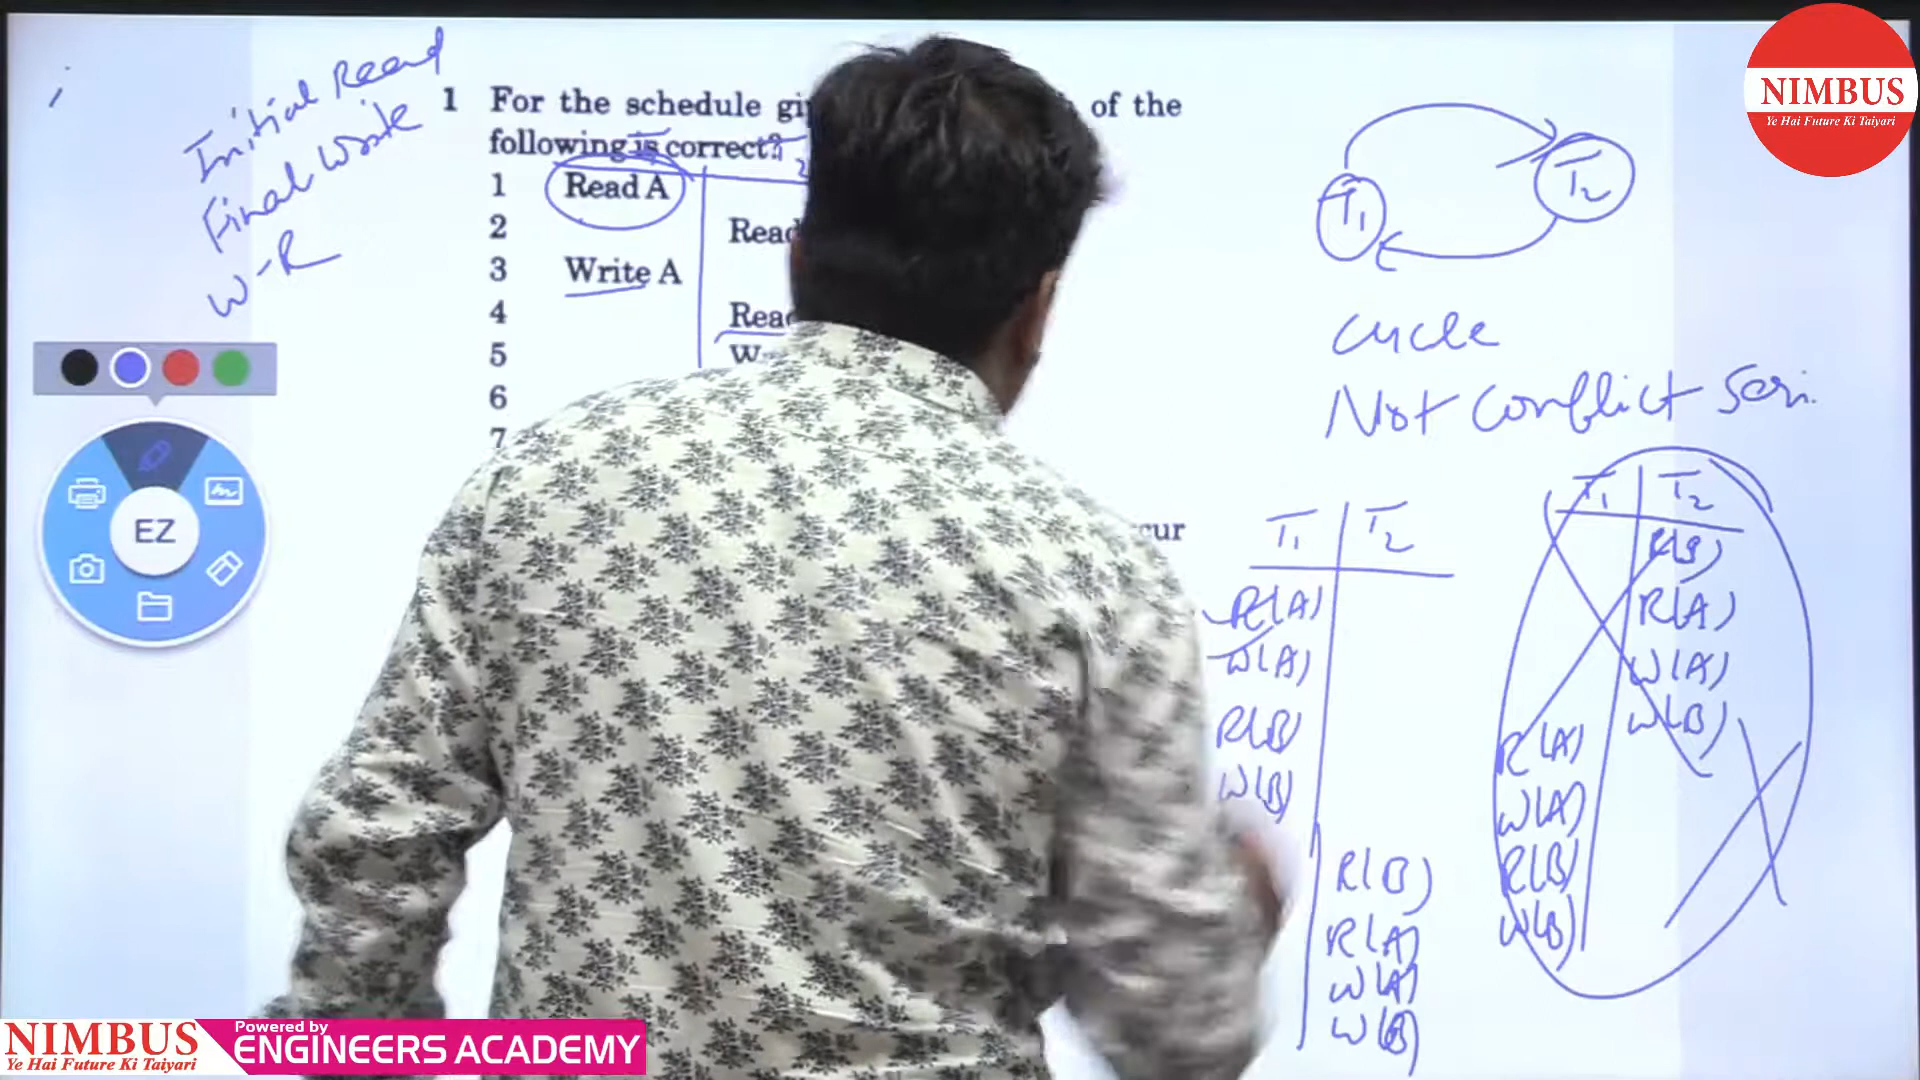 Initial Read
Final Write
W-R
1 For the schedule gi of the
following is correct?
1 Read A
2 Read
3 Write A
4 Read
5 W
6
7
cur
T1 T2
cycle
Not Conflict Seri.
T1 T2
R(A)
W(A)
R(B)
W(B)
R(B)
R(A)
W(A)
W(B)
T1 T2
R(B)
R(A)
W(A)
W(B)
R(A)
W(A)
R(B)
W(B)
EZ
NIMBUS
Ye Hai Future Ki Taiyari
NIMBUS
Ye Hai Future Ki Taiyari
Powered by
ENGINEERS ACADEMY